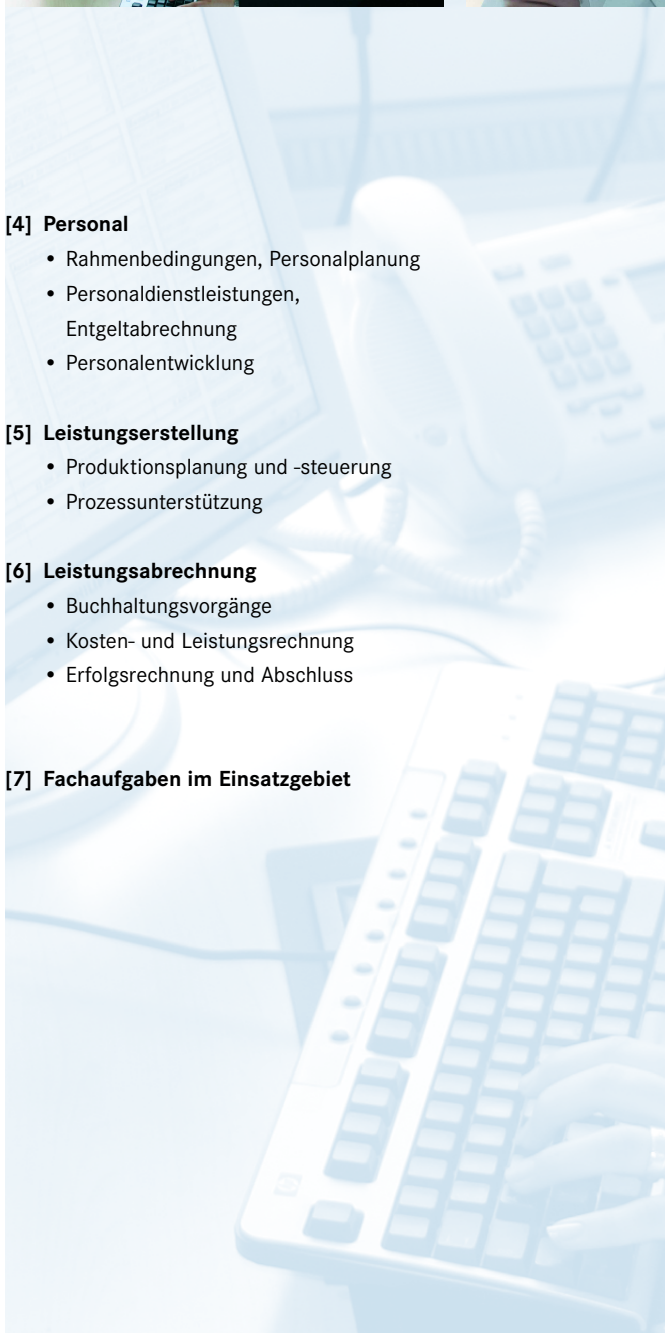 [4] Personal
• Rahmenbedingungen, Personalplanung
• Personaldienstleistungen,
Entgeltabrechnung
• Personalentwicklung
[5] Leistungserstellung
• Produktionsplanung und -steuerung
• Prozessunterstützung
[6] Leistungsabrechnung
• Buchhaltungsvorgänge
• Kosten- und Leistungsrechnung
• Erfolgsrechnung und Abschluss
[7] Fachaufgaben im Einsatzgebiet